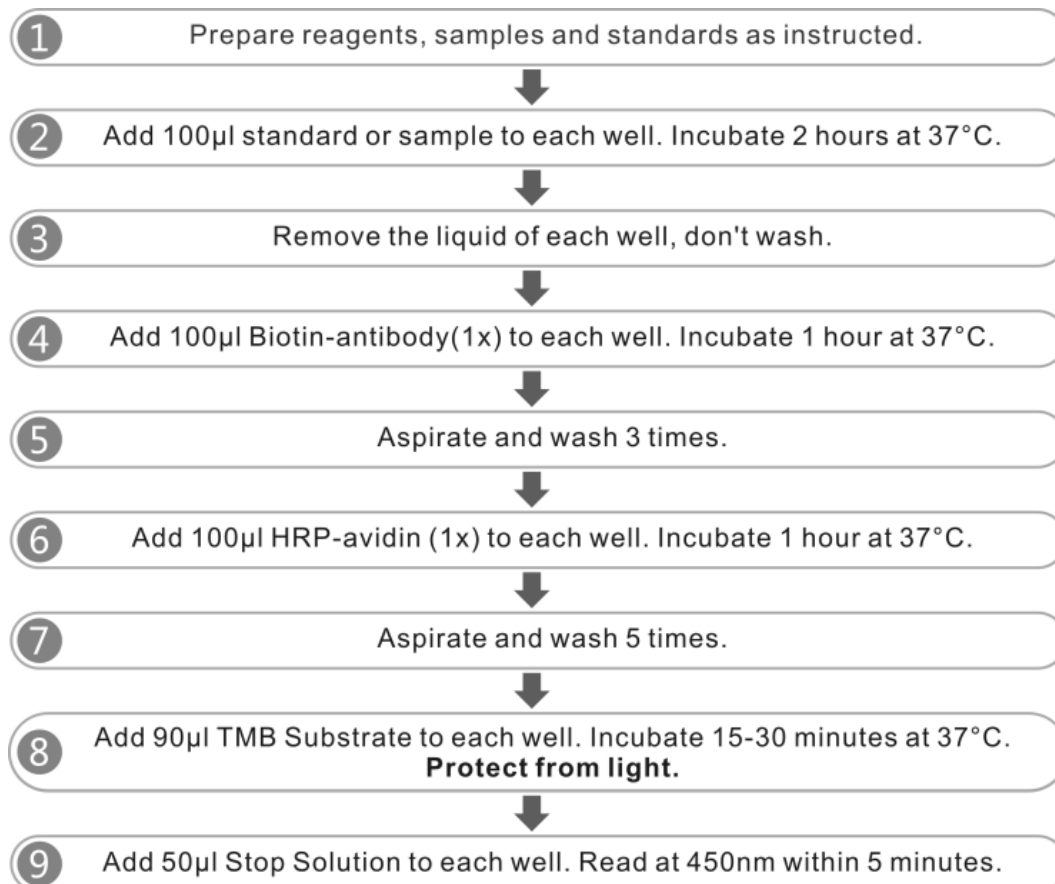 1 Prepare reagents, samples and standards as instructed.
2 Add 100µl standard or sample to each well. Incubate 2 hours at 37°C.
3 Remove the liquid of each well, don't wash.
4 Add 100µl Biotin-antibody(1x) to each well. Incubate 1 hour at 37°C.
5 Aspirate and wash 3 times.
6 Add 100µl HRP-avidin (1x) to each well. Incubate 1 hour at 37°C.
7 Aspirate and wash 5 times.
8 Add 90µl TMB Substrate to each well. Incubate 15-30 minutes at 37°C.
Protect from light.
9 Add 50µl Stop Solution to each well. Read at 450nm within 5 minutes.